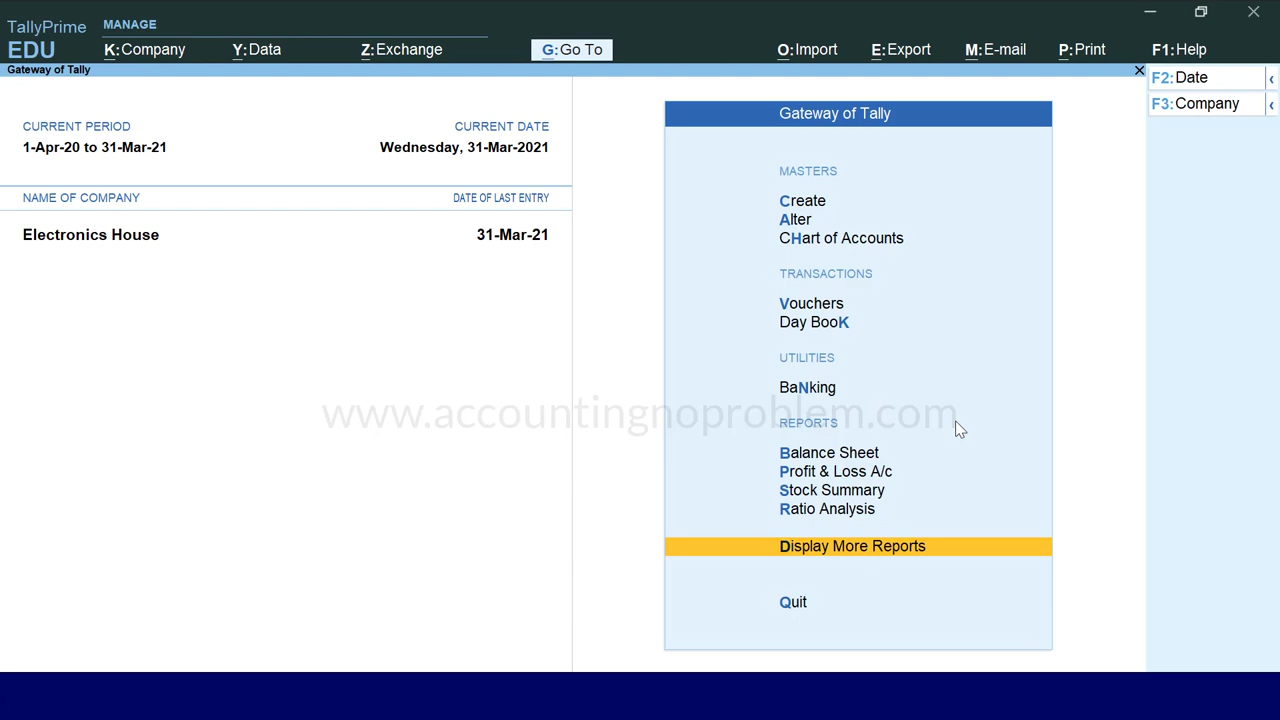 TallyPrime
EDU
MANAGE
K:Company Y:Data Z:Exchange G:Go To O:Import E:Export M:E-mail P:Print F1:Help
Gateway of Tally
F2:Date
F3:Company
CURRENT PERIOD CURRENT DATE
1-Apr-20 to 31-Mar-21 Wednesday, 31-Mar-2021
NAME OF COMPANY DATE OF LAST ENTRY
Electronics House 31-Mar-21
Gateway of Tally
MASTERS
Create
Alter
CHart of Accounts
TRANSACTIONS
Vouchers
Day BooK
UTILITIES
BaNking
REPORTS
Balance Sheet
Profit & Loss A/c
Stock Summary
Ratio Analysis
Display More Reports
Quit
www.accountingnoproblem.com